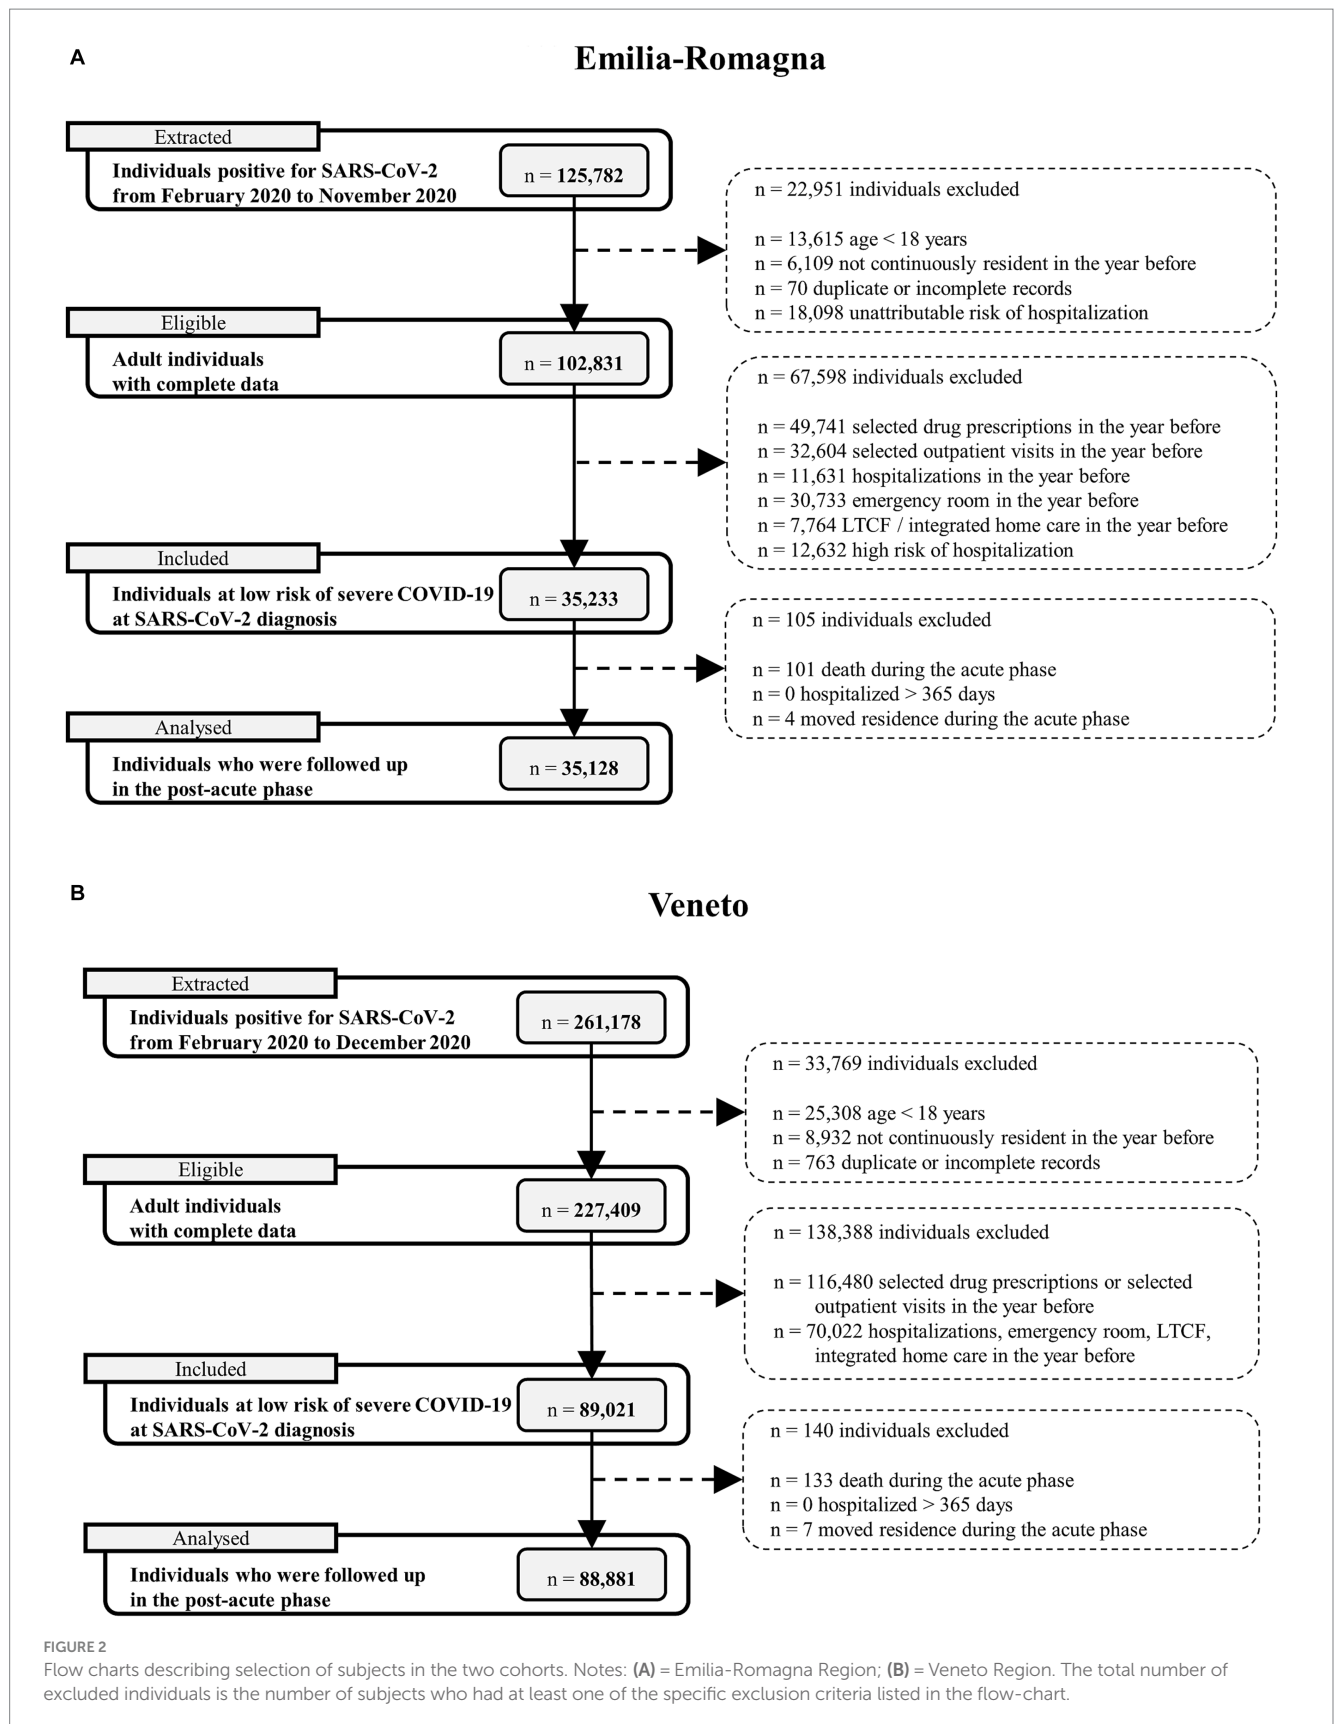 A
Emilia-Romagna
Extracted
Individuals positive for SARS-CoV-2
from February 2020 to November 2020
n = 125,782
n = 22,951 individuals excluded
n = 13,615 age < 18 years
n = 6,109 not continuously resident in the year before
n = 70 duplicate or incomplete records
n = 18,098 unattributable risk of hospitalization
Eligible
Adult individuals
with complete data
n = 102,831
n = 67,598 individuals excluded
n = 49,741 selected drug prescriptions in the year before
n = 32,604 selected outpatient visits in the year before
n = 11,631 hospitalizations in the year before
n = 30,733 emergency room in the year before
n = 7,764 LTCF / integrated home care in the year before
n = 12,632 high risk of hospitalization
Included
Individuals at low risk of severe COVID-19
at SARS-CoV-2 diagnosis
n = 35,233
n = 105 individuals excluded
n = 101 death during the acute phase
n = 0 hospitalized > 365 days
n = 4 moved residence during the acute phase
Analysed
Individuals who were followed up
in the post-acute phase
n = 35,128
B
Veneto
Extracted
Individuals positive for SARS-CoV-2
from February 2020 to December 2020
n = 261,178
n = 33,769 individuals excluded
n = 25,308 age < 18 years
n = 8,932 not continuously resident in the year before
n = 763 duplicate or incomplete records
Eligible
Adult individuals
with complete data
n = 227,409
n = 138,388 individuals excluded
n = 116,480 selected drug prescriptions or selected
outpatient visits in the year before
n = 70,022 hospitalizations, emergency room, LTCF,
integrated home care in the year before
Included
Individuals at low risk of severe COVID-19
at SARS-CoV-2 diagnosis
n = 89,021
n = 140 individuals excluded
n = 133 death during the acute phase
n = 0 hospitalized > 365 days
n = 7 moved residence during the acute phase
Analysed
Individuals who were followed up
in the post-acute phase
n = 88,881
FIGURE 2
Flow charts describing selection of subjects in the two cohorts. Notes: (A) = Emilia-Romagna Region; (B) = Veneto Region. The total number of
excluded individuals is the number of subjects who had at least one of the specific exclusion criteria listed in the flow-chart.